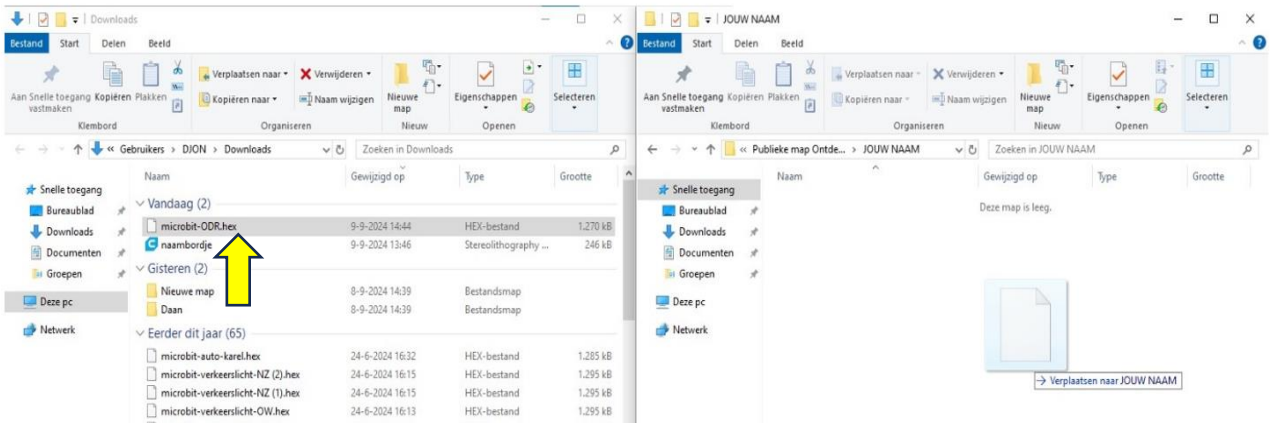 Downloads
Bestand Start Delen Beeld
Aan Snelle toegang vastmaken
Kopiëren
Plakken
Verplaatsen naar
Kopiëren naar
Verwijderen
Naam wijzigen
Nieuwe map
Eigenschappen
Selecteren
Klembord Organiseren Nieuw Openen
« Gebruikers > DJON > Downloads
Zoeken in Downloads
Snelle toegang
Bureaublad
Downloads
Documenten
Groepen
Deze pc
Netwerk
Naam Gewijzigd op Type Grootte
Vandaag (2)
microbit-ODR.hex 9-9-2024 14:44 HEX-bestand 1.270 kB
naambordje 9-9-2024 13:46 Stereolithography ... 246 kB
Gisteren (2)
Nieuwe map 8-9-2024 14:39 Bestandsmap
Daan 8-9-2024 14:39 Bestandsmap
Eerder dit jaar (65)
microbit-auto-karel.hex 24-6-2024 16:32 HEX-bestand 1.285 kB
microbit-verkeerslicht-NZ (2).hex 24-6-2024 16:15 HEX-bestand 1.295 kB
microbit-verkeerslicht-NZ (1).hex 24-6-2024 16:15 HEX-bestand 1.295 kB
microbit-verkeerslicht-OW.hex 24-6-2024 16:13 HEX-bestand 1.295 kB
JOUW NAAM
Bestand Start Delen Beeld
Aan Snelle toegang vastmaken
Kopiëren
Plakken
Verplaatsen naar
Kopiëren naar
Verwijderen
Naam wijzigen
Nieuwe map
Eigenschappen
Selecteren
Klembord Organiseren Nieuw Openen
« Publieke map Ontde... > JOUW NAAM
Zoeken in JOUW NAAM
Snelle toegang
Bureaublad
Downloads
Documenten
Groepen
Deze pc
Netwerk
Naam Gewijzigd op Type Grootte
Deze map is leeg.
→ Verplaatsen naar JOUW NAAM